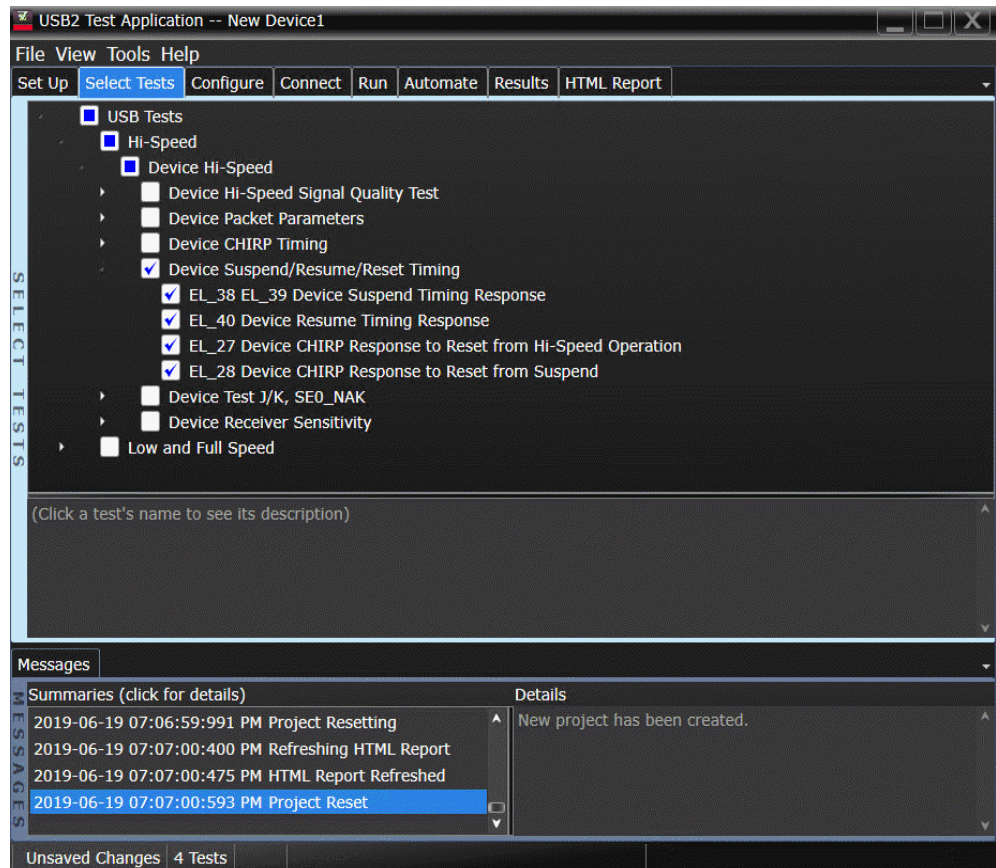 USB2 Test Application -- New Device1
File View Tools Help
Set Up Select Tests Configure Connect Run Automate Results HTML Report
SELECT TESTS
USB Tests
Hi-Speed
Device Hi-Speed
Device Hi-Speed Signal Quality Test
Device Packet Parameters
Device CHIRP Timing
Device Suspend/Resume/Reset Timing
EL_38 EL_39 Device Suspend Timing Response
EL_40 Device Resume Timing Response
EL_27 Device CHIRP Response to Reset from Hi-Speed Operation
EL_28 Device CHIRP Response to Reset from Suspend
Device Test J/K, SE0_NAK
Device Receiver Sensitivity
Low and Full Speed
(Click a test's name to see its description)
Messages
MESSAGES
Summaries (click for details) Details
2019-06-19 07:06:59:991 PM Project Resetting New project has been created.
2019-06-19 07:07:00:400 PM Refreshing HTML Report
2019-06-19 07:07:00:475 PM HTML Report Refreshed
2019-06-19 07:07:00:593 PM Project Reset
Unsaved Changes 4 Tests